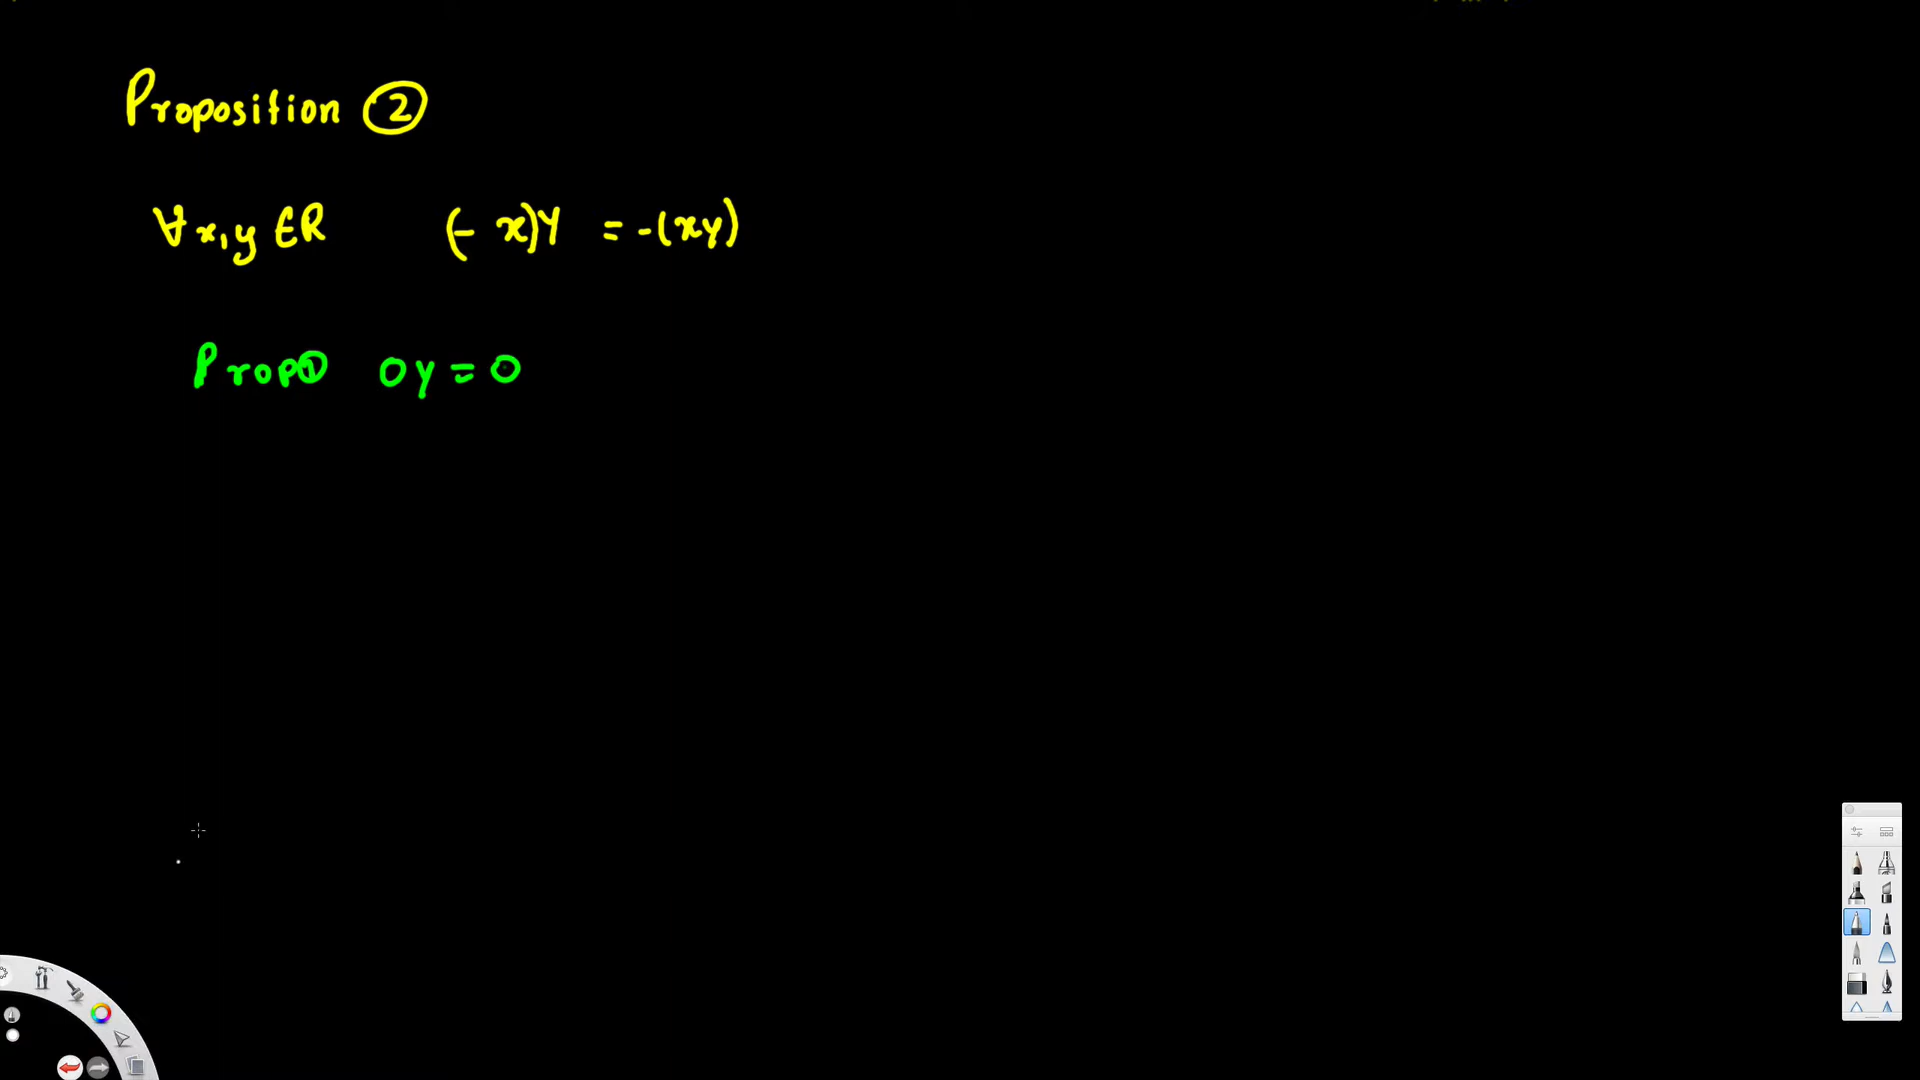 Proposition ②
∀ x, y ∈ R (- x)y = -(xy)
Prop① 0y = 0